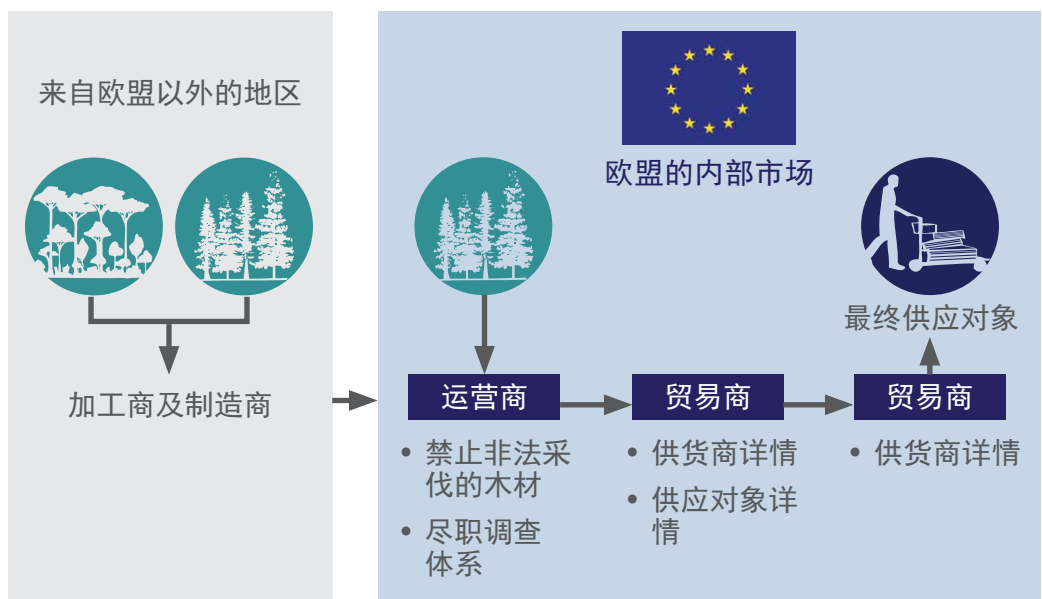 来自欧盟以外的地区
加工商及制造商
欧盟的内部市场
最终供应对象
运营商
贸易商
贸易商
• 禁止非法采
伐的木材
• 尽职调查
体系
• 供货商详情
• 供应对象详
情
• 供货商详情